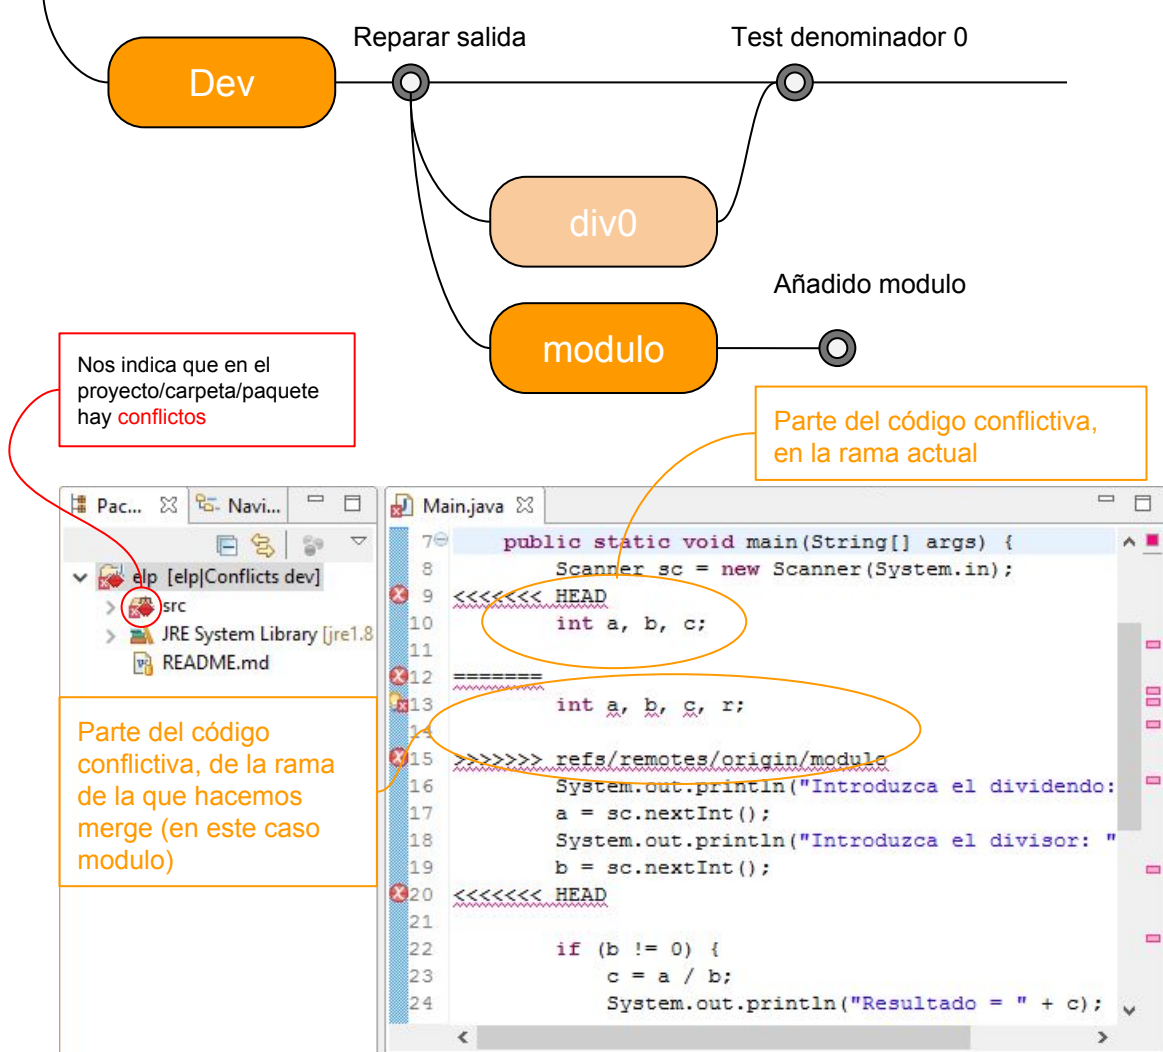 Reparar salida
Test denominador 0
Dev
div0
Añadido modulo
modulo
Nos indica que en el
proyecto/carpeta/paquete
hay conflictos
Parte del código conflictiva,
en la rama actual
Pac...
Navi...
Main.java
elp [elp|Conflicts dev]
src
JRE System Library [jre1.8
README.md
Parte del código
conflictiva, de la rama
de la que hacemos
merge (en este caso
modulo)
7 public static void main(String[] args) {
8 Scanner sc = new Scanner(System.in);
9 <<<<<<< HEAD
10 int a, b, c;
11
12 =======
13 int a, b, c, r;
14
15 >>>>>>> refs/remotes/origin/modulo
16 System.out.println("Introduzca el dividendo:
17 a = sc.nextInt();
18 System.out.println("Introduzca el divisor: "
19 b = sc.nextInt();
20 <<<<<<< HEAD
21
22 if (b != 0) {
23 c = a / b;
24 System.out.println("Resultado = " + c);